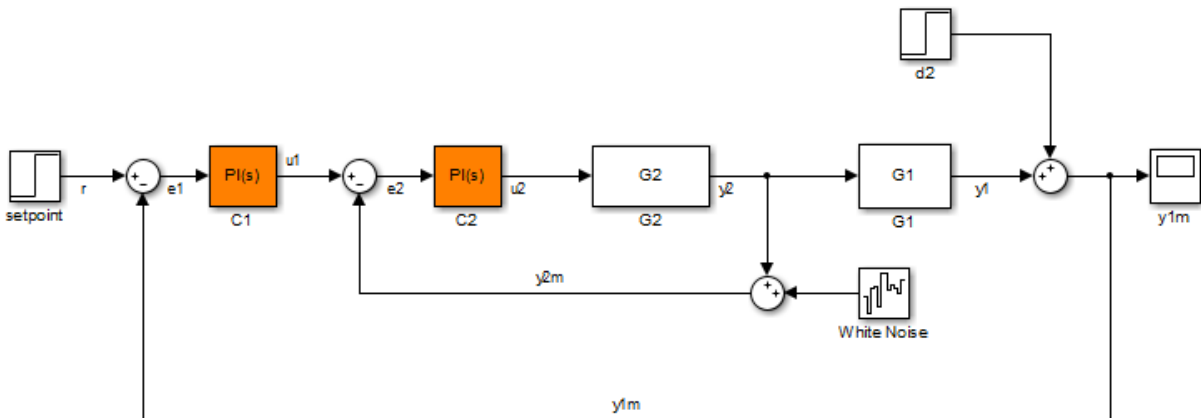 d2
setpoint
r
e1
PI(s)
C1
u1
e2
PI(s)
C2
u2
G2
G2
y2
G1
G1
y1
y1m
y2m
White Noise
y1m